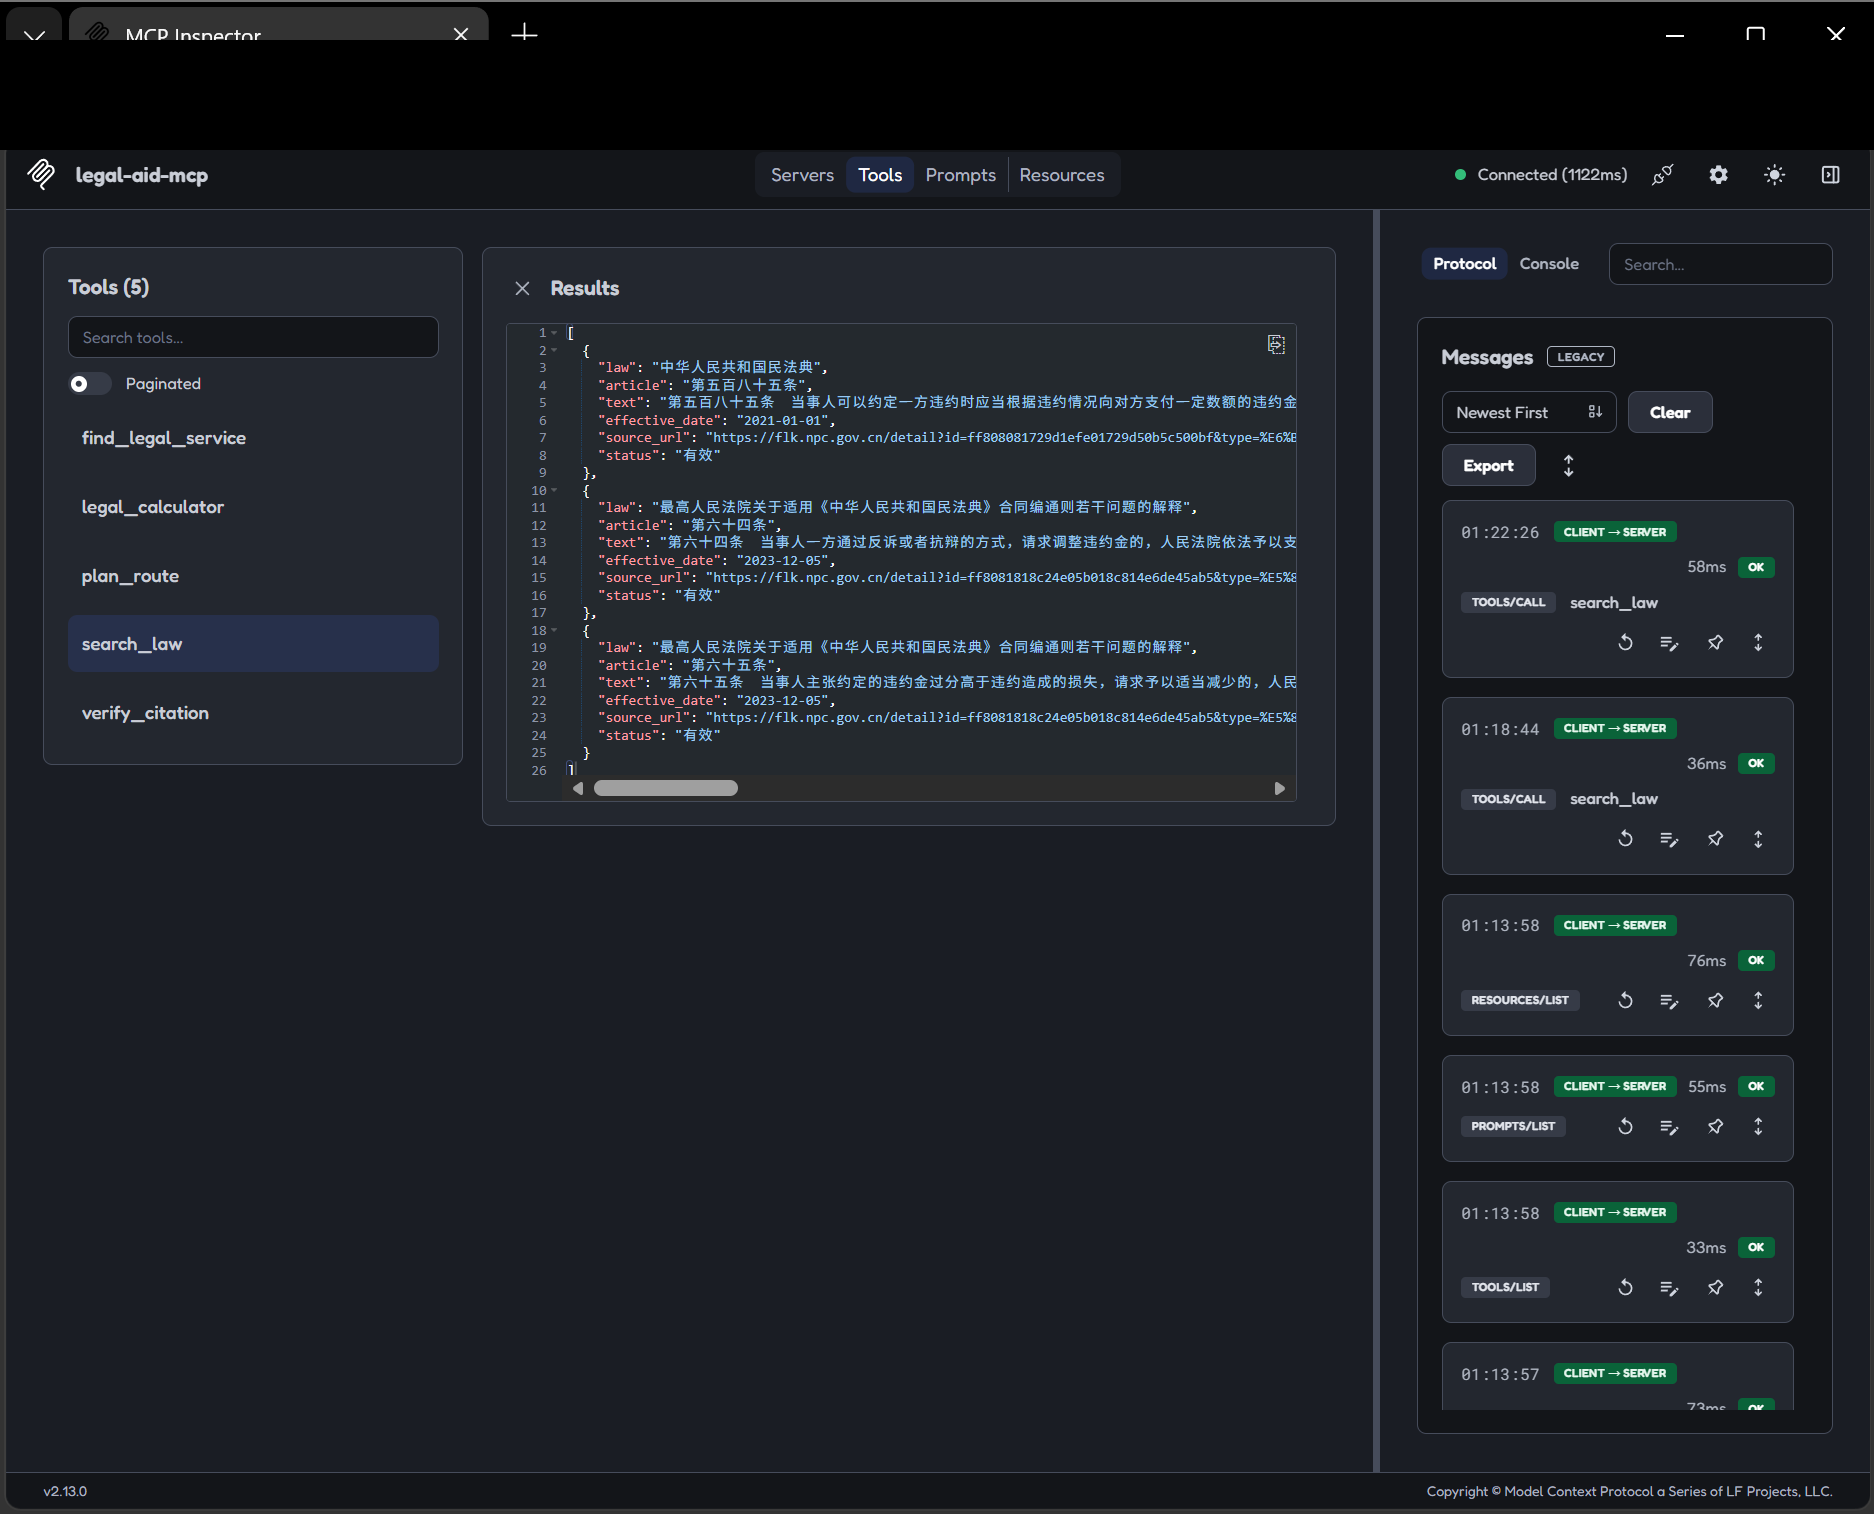 MCP Inspector
legal-aid-mcp
Servers
Tools
Prompts
Resources
Connected (1122ms)
Tools (5)
Search tools...
Paginated
find_legal_service
legal_calculator
plan_route
search_law
verify_citation
Results
1 [
2 {
3 "law": "中华人民共和国民法典",
4 "article": "第五百八十五条",
5 "text": "第五百八十五条　当事人可以约定一方违约时应当根据违约情况向对方支付一定数额的违约金
6 "effective_date": "2021-01-01",
7 "source_url": "https://flk.npc.gov.cn/detail?id=ff808081729d1efe01729d50b5c500bf&type=%E6%B
8 "status": "有效"
9 },
10 {
11 "law": "最高人民法院关于适用《中华人民共和国民法典》合同编通则若干问题的解释",
12 "article": "第六十四条",
13 "text": "第六十四条　当事人一方通过反诉或者抗辩的方式，请求调整违约金的，人民法院依法予以支
14 "effective_date": "2023-12-05",
15 "source_url": "https://flk.npc.gov.cn/detail?id=ff8081818c24e05b018c814e6de45ab5&type=%E5%8
16 "status": "有效"
17 },
18 {
19 "law": "最高人民法院关于适用《中华人民共和国民法典》合同编通则若干问题的解释",
20 "article": "第六十五条",
21 "text": "第六十五条　当事人主张约定的违约金过分高于违约造成的损失，请求予以适当减少的，人民
22 "effective_date": "2023-12-05",
23 "source_url": "https://flk.npc.gov.cn/detail?id=ff8081818c24e05b018c814e6de45ab5&type=%E5%8
24 "status": "有效"
25 }
26 ]
Protocol
Console
Search...
Messages LEGACY
Newest First
Clear
Export
01:22:26 CLIENT → SERVER
58ms OK
TOOLS/CALL search_law
01:18:44 CLIENT → SERVER
36ms OK
TOOLS/CALL search_law
01:13:58 CLIENT → SERVER
76ms OK
RESOURCES/LIST
01:13:58 CLIENT → SERVER 55ms OK
PROMPTS/LIST
01:13:58 CLIENT → SERVER
33ms OK
TOOLS/LIST
01:13:57 CLIENT → SERVER
73ms OK
v2.13.0
Copyright © Model Context Protocol a Series of LF Projects, LLC.